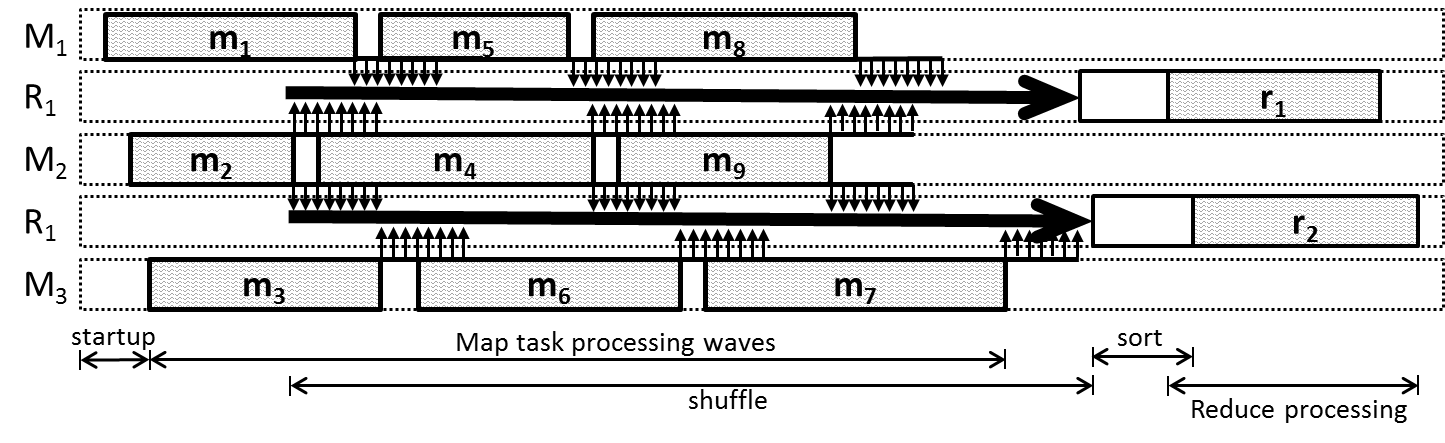 M₁ m₁ m₅ m₈
R₁ r₁
M₂ m₂ m₄ m₉
R₁ r₂
M₃ m₃ m₆ m₇
startup Map task processing waves sort
shuffle
Reduce processing